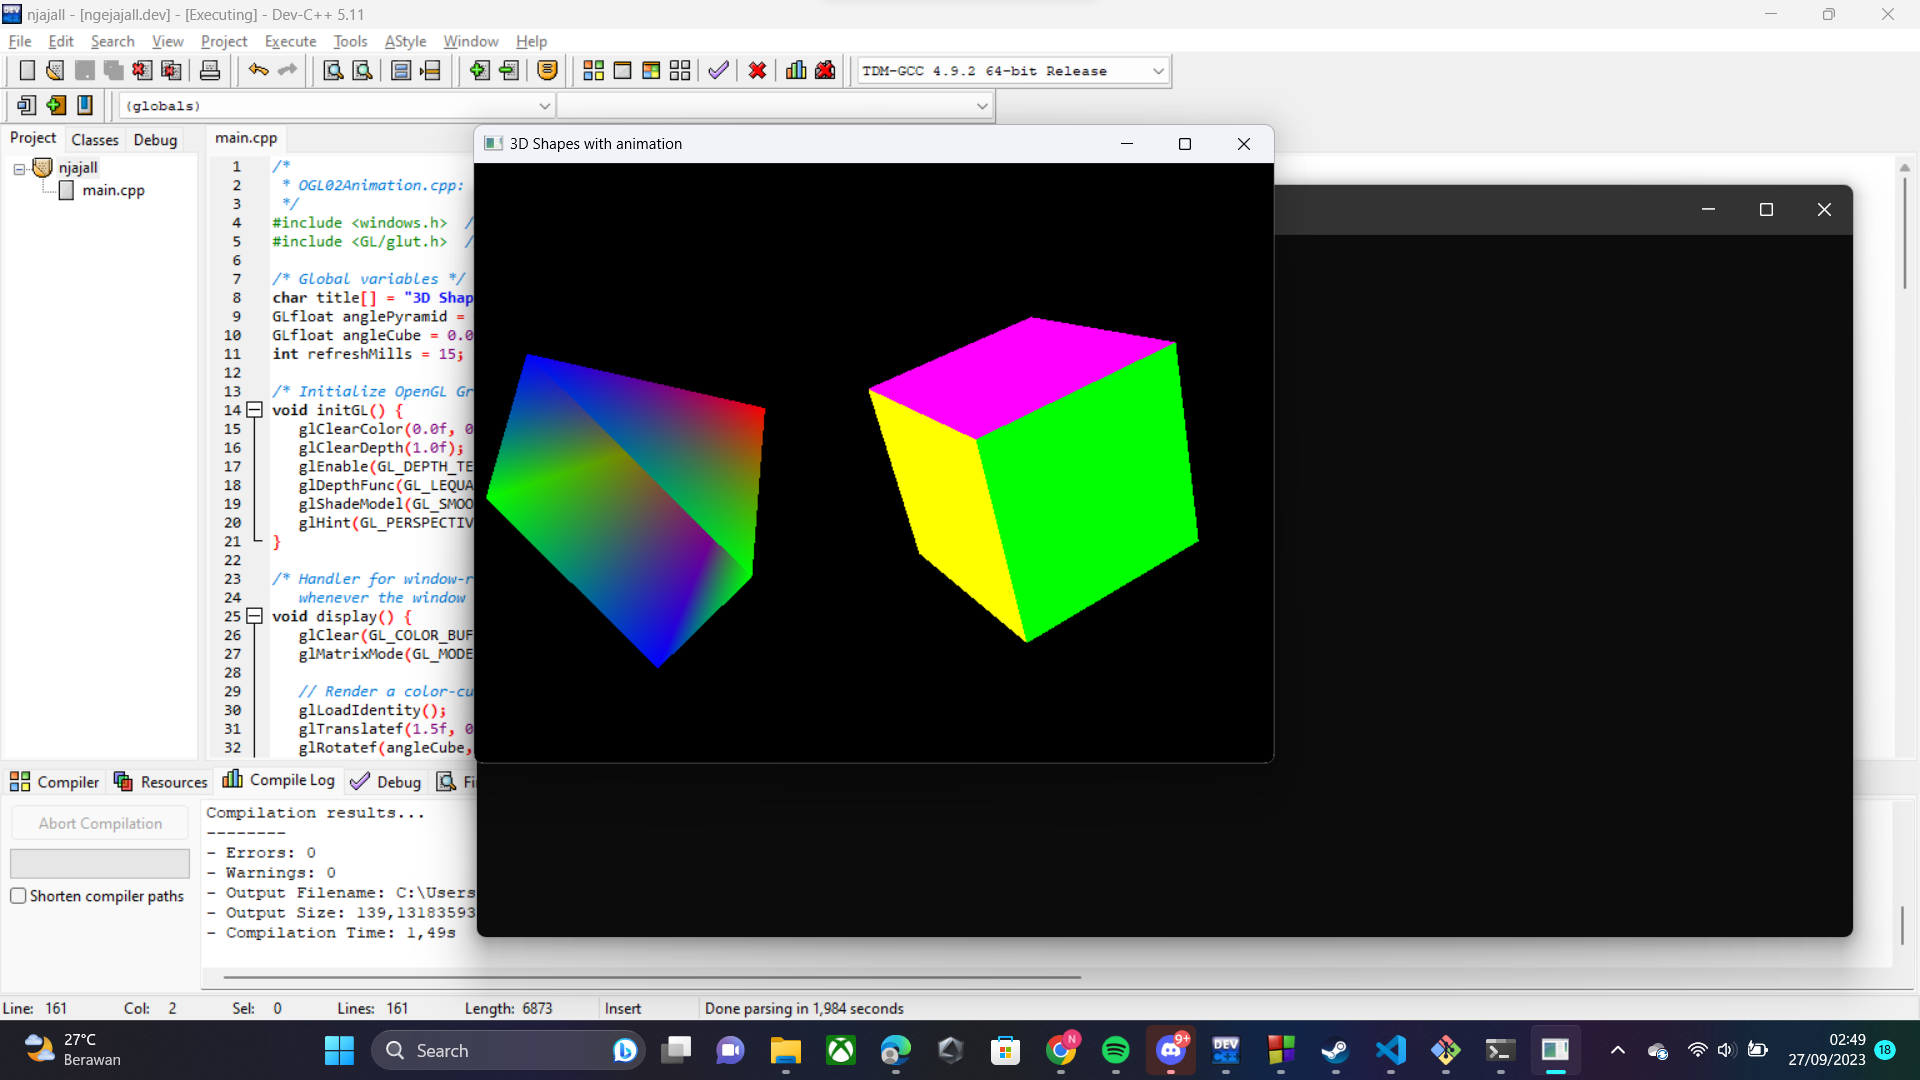 njajall - [ngejajall.dev] - [Executing] - Dev-C++ 5.11
File Edit Search View Project Execute Tools AStyle Window Help
TDM-GCC 4.9.2 64-bit Release
(globals)
Project Classes Debug
main.cpp
njajall
main.cpp
3D Shapes with animation
1 /*
2 * OGL02Animation.cpp:
3 */
4 #include <windows.h> /
5 #include <GL/glut.h> /
6
7 /* Global variables */
8 char title[] = "3D Shap
9 GLfloat anglePyramid =
10 GLfloat angleCube = 0.0
11 int refreshMills = 15;
12
13 /* Initialize OpenGL Gr
14 void initGL() {
15 glClearColor(0.0f, 0
16 glClearDepth(1.0f);
17 glEnable(GL_DEPTH_TE
18 glDepthFunc(GL_LEQUA
19 glShadeModel(GL_SMOO
20 glHint(GL_PERSPECTIV
21 }
22
23 /* Handler for window-r
24 whenever the window
25 void display() {
26 glClear(GL_COLOR_BUF
27 glMatrixMode(GL_MODE
28
29 // Render a color-cu
30 glLoadIdentity();
31 glTranslatef(1.5f, 0
32 glRotatef(angleCube,
Compiler Resources Compile Log Debug Fi
Abort Compilation
Shorten compiler paths
Compilation results...
--------
- Errors: 0
- Warnings: 0
- Output Filename: C:\Users
- Output Size: 139,13183593
- Compilation Time: 1,49s
Line: 161 Col: 2 Sel: 0 Lines: 161 Length: 6873 Insert Done parsing in 1,984 seconds
27°C
Berawan
Search
N
9+
DEV
C++
02:49
27/09/2023
18